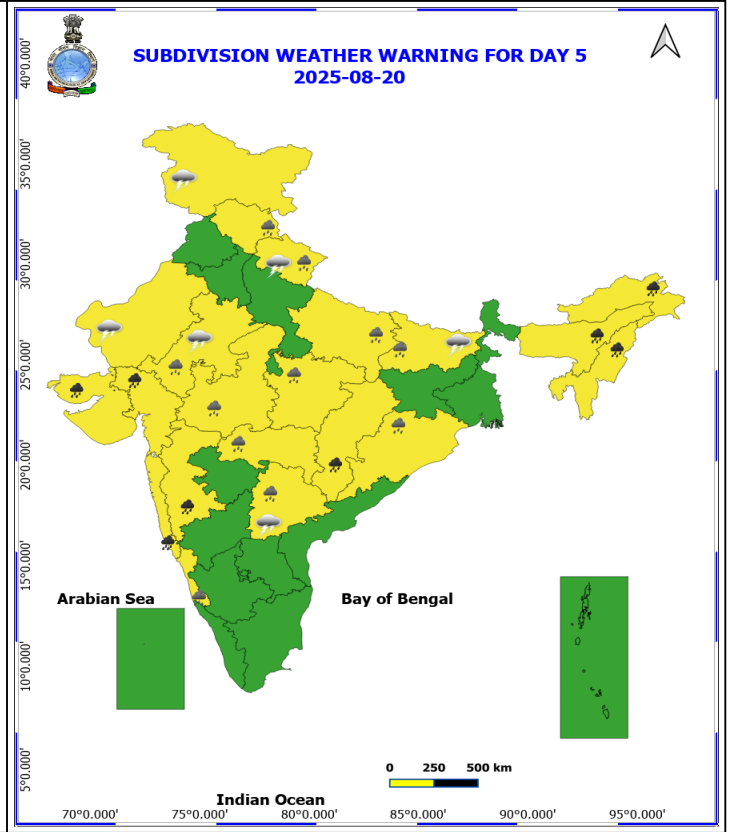 SUBDIVISION WEATHER WARNING FOR DAY 5
2025-08-20
40°0.000'
35°0.000'
30°0.000'
25°0.000'
20°0.000'
15°0.000'
10°0.000'
5°0.000'
Arabian Sea
Bay of Bengal
0 250 500 km
Indian Ocean
70°0.000' 75°0.000' 80°0.000' 85°0.000' 90°0.000' 95°0.000'